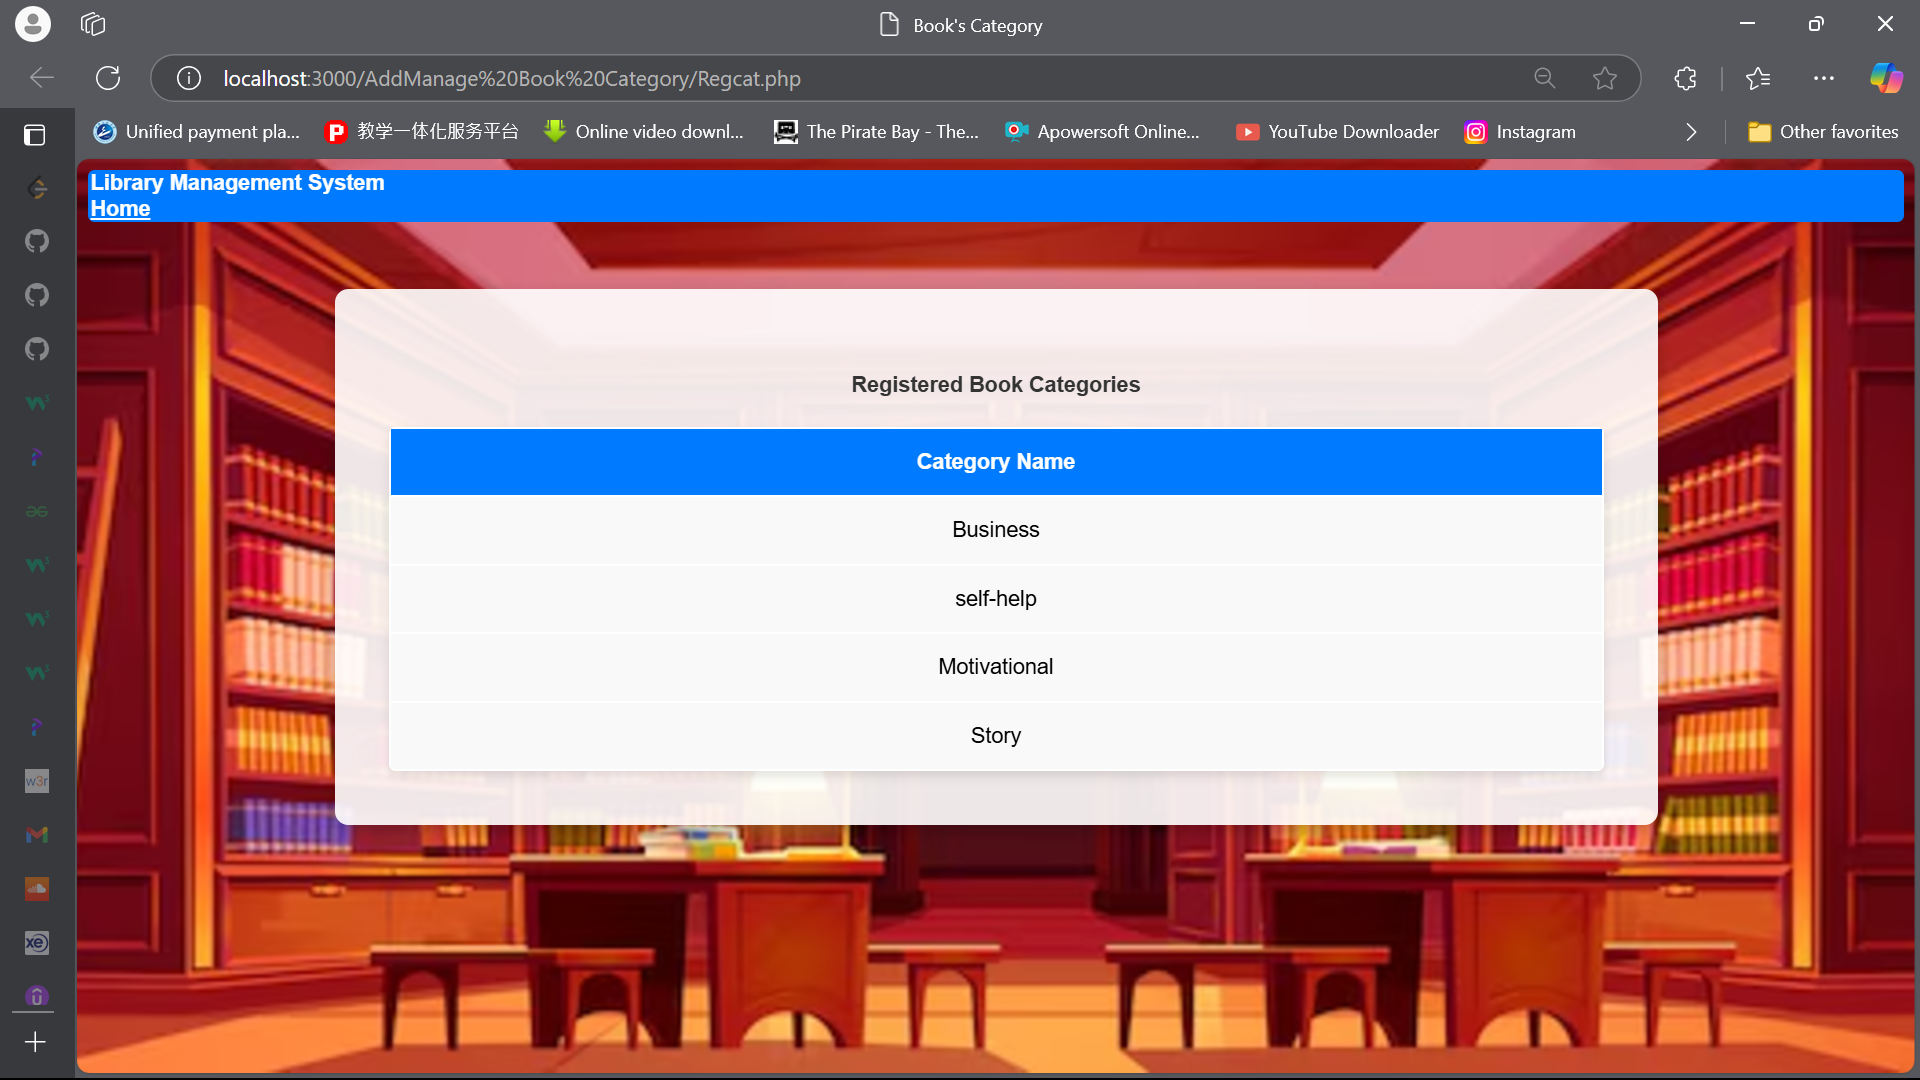 Book's Category
localhost:3000/AddManage%20Book%20Category/Regcat.php
Unified payment pla...
教学一体化服务平台
Online video downl...
The Pirate Bay - The...
Apowersoft Online...
YouTube Downloader
Instagram
Other favorites
Library Management System
Home
Registered Book Categories
Category Name
Business
self-help
Motivational
Story
w3r
xe